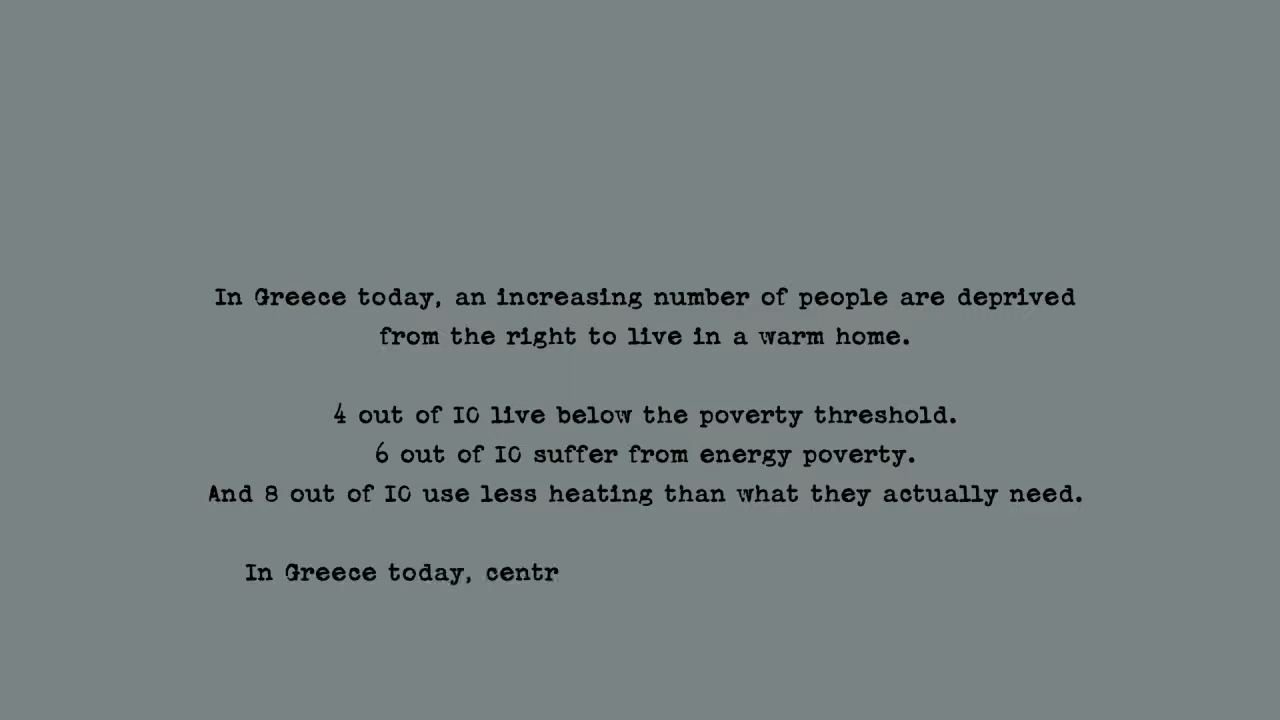 In Greece today, an increasing number of people are deprived
from the right to live in a warm home.
4 out of 10 live below the poverty threshold.
6 out of 10 suffer from energy poverty.
And 8 out of 10 use less heating than what they actually need.
In Greece today, centr